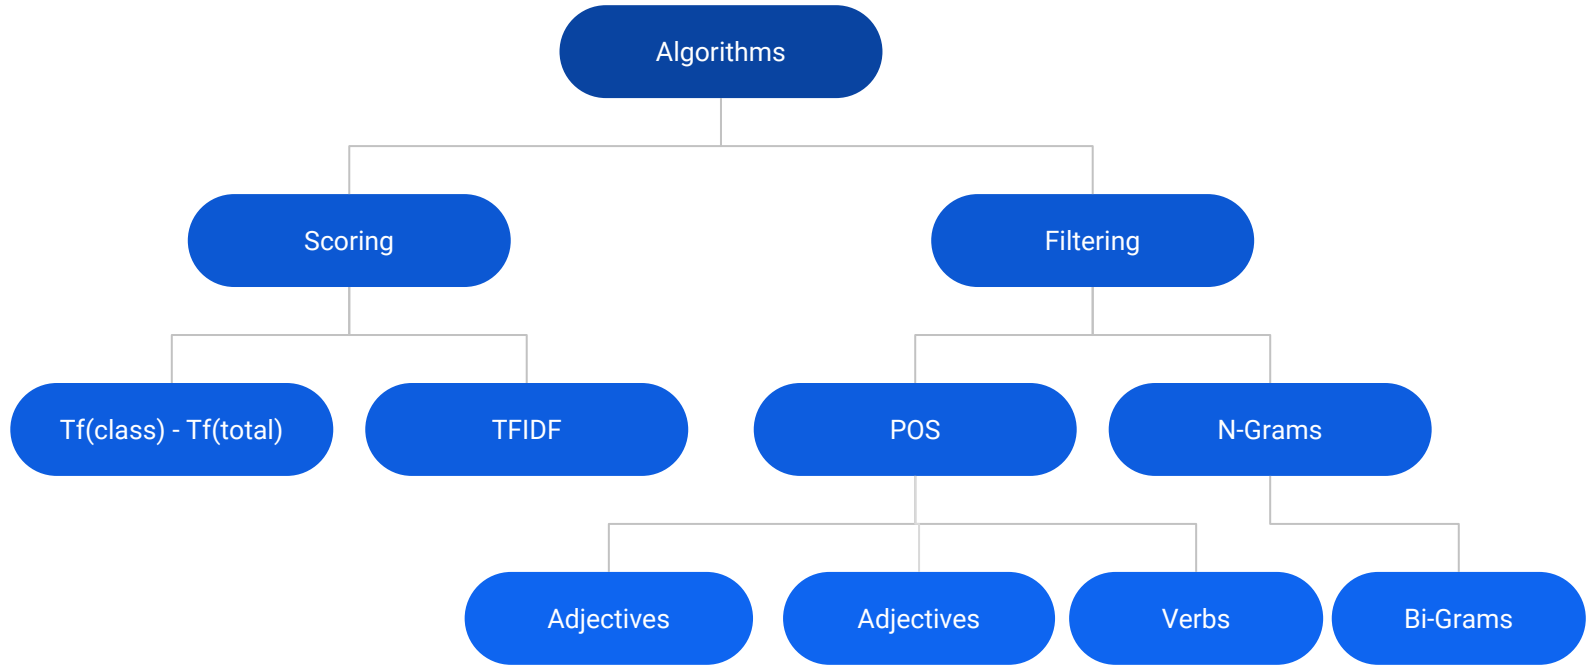 Algorithms
Scoring
Filtering
Tf(class) - Tf(total)
TFIDF
POS
N-Grams
Adjectives
Adjectives
Verbs
Bi-Grams